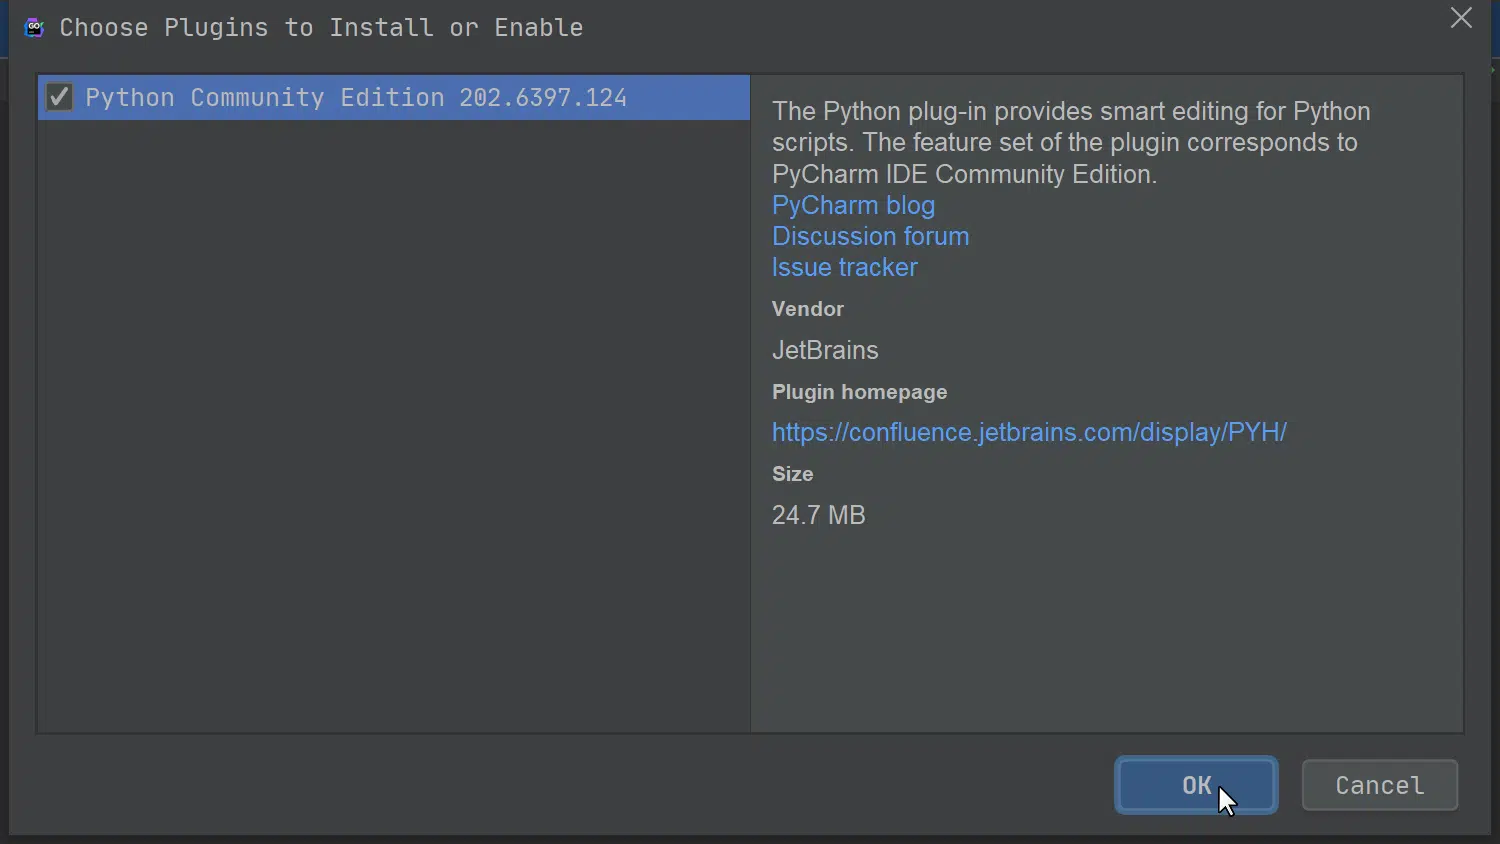 GO
Choose Plugins to Install or Enable
Python Community Edition 202.6397.124
The Python plug-in provides smart editing for Python
scripts. The feature set of the plugin corresponds to
PyCharm IDE Community Edition.
PyCharm blog
Discussion forum
Issue tracker
Vendor
JetBrains
Plugin homepage
https://confluence.jetbrains.com/display/PYH/
Size
24.7 MB
OK
Cancel